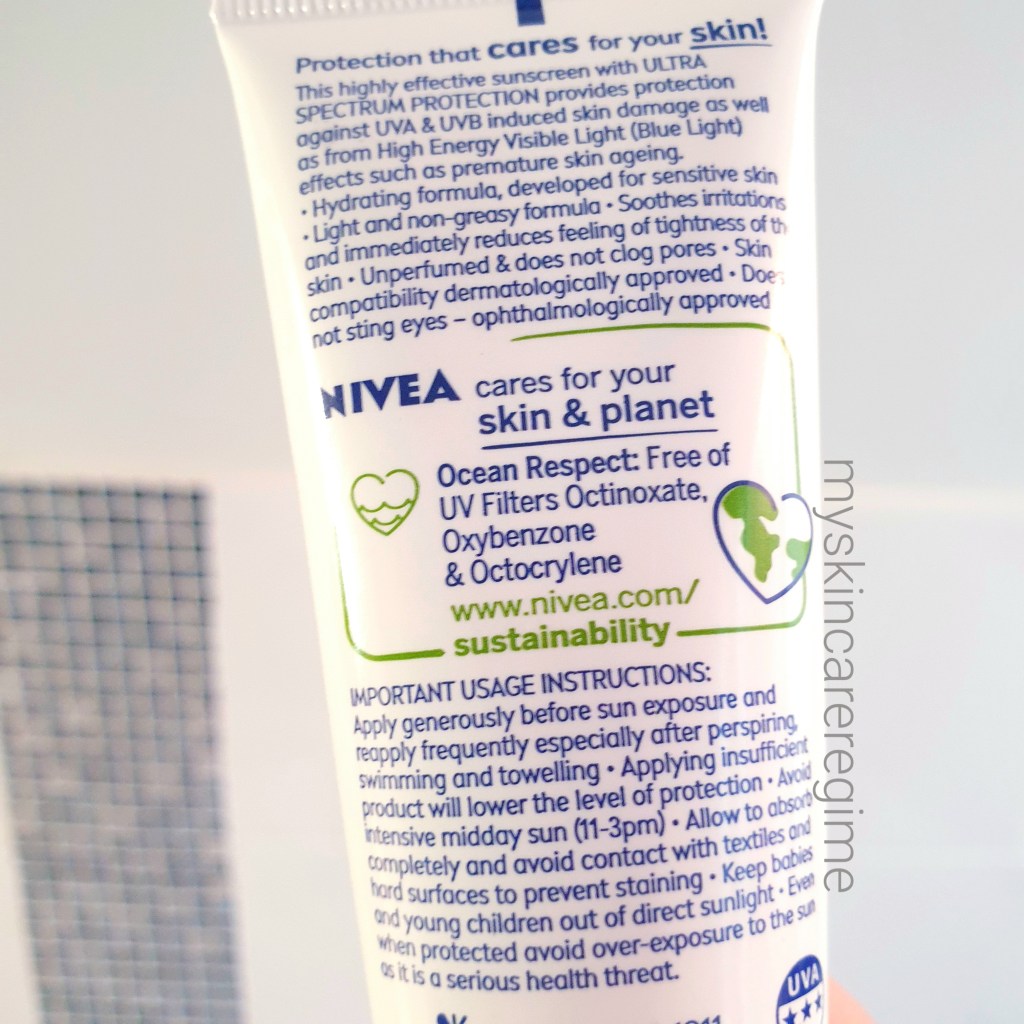 Protection that cares for your skin!
This highly effective sunscreen with ULTRA
SPECTRUM PROTECTION provides protection
against UVA & UVB induced skin damage as well
as from High Energy Visible Light (Blue Light)
effects such as premature skin ageing.
• Hydrating formula, developed for sensitive skin
• Light and non-greasy formula • Soothes irritations
and immediately reduces feeling of tightness of th
skin • Unperfumed & does not clog pores • Skin
compatibility dermatologically approved • Does
not sting eyes – ophthalmologically approved
NIVEA cares for your
skin & planet
Ocean Respect: Free of
UV Filters Octinoxate,
Oxybenzone
& Octocrylene
www.nivea.com/
sustainability
IMPORTANT USAGE INSTRUCTIONS:
Apply generously before sun exposure and
reapply frequently especially after perspiring,
swimming and towelling • Applying insufficient
product will lower the level of protection • Avoid
intensive midday sun (11-3pm) • Allow to absorb
completely and avoid contact with textiles and
hard surfaces to prevent staining • Keep babies
and young children out of direct sunlight • Even
when protected avoid over-exposure to the sun
as it is a serious health threat.
UVA
myskincareregime